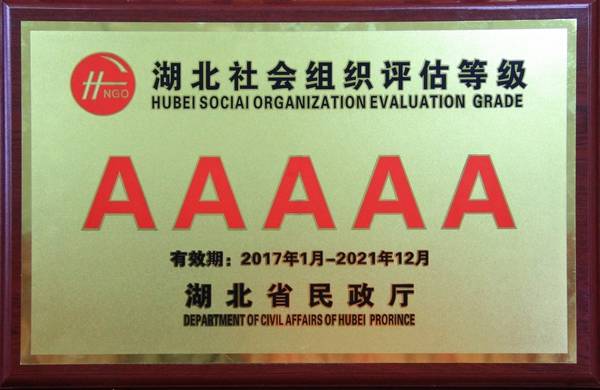 H NGO
湖北社会组织评估等级
HUBEI SOCIAI ORGANIZATION EVALUATION GRADE
AAAAA
有效期：2017年1月-2021年12月
湖北省民政厅
DEPARTMENT OF CIVIL AFFAIRS OF HUBEI PRORINCE